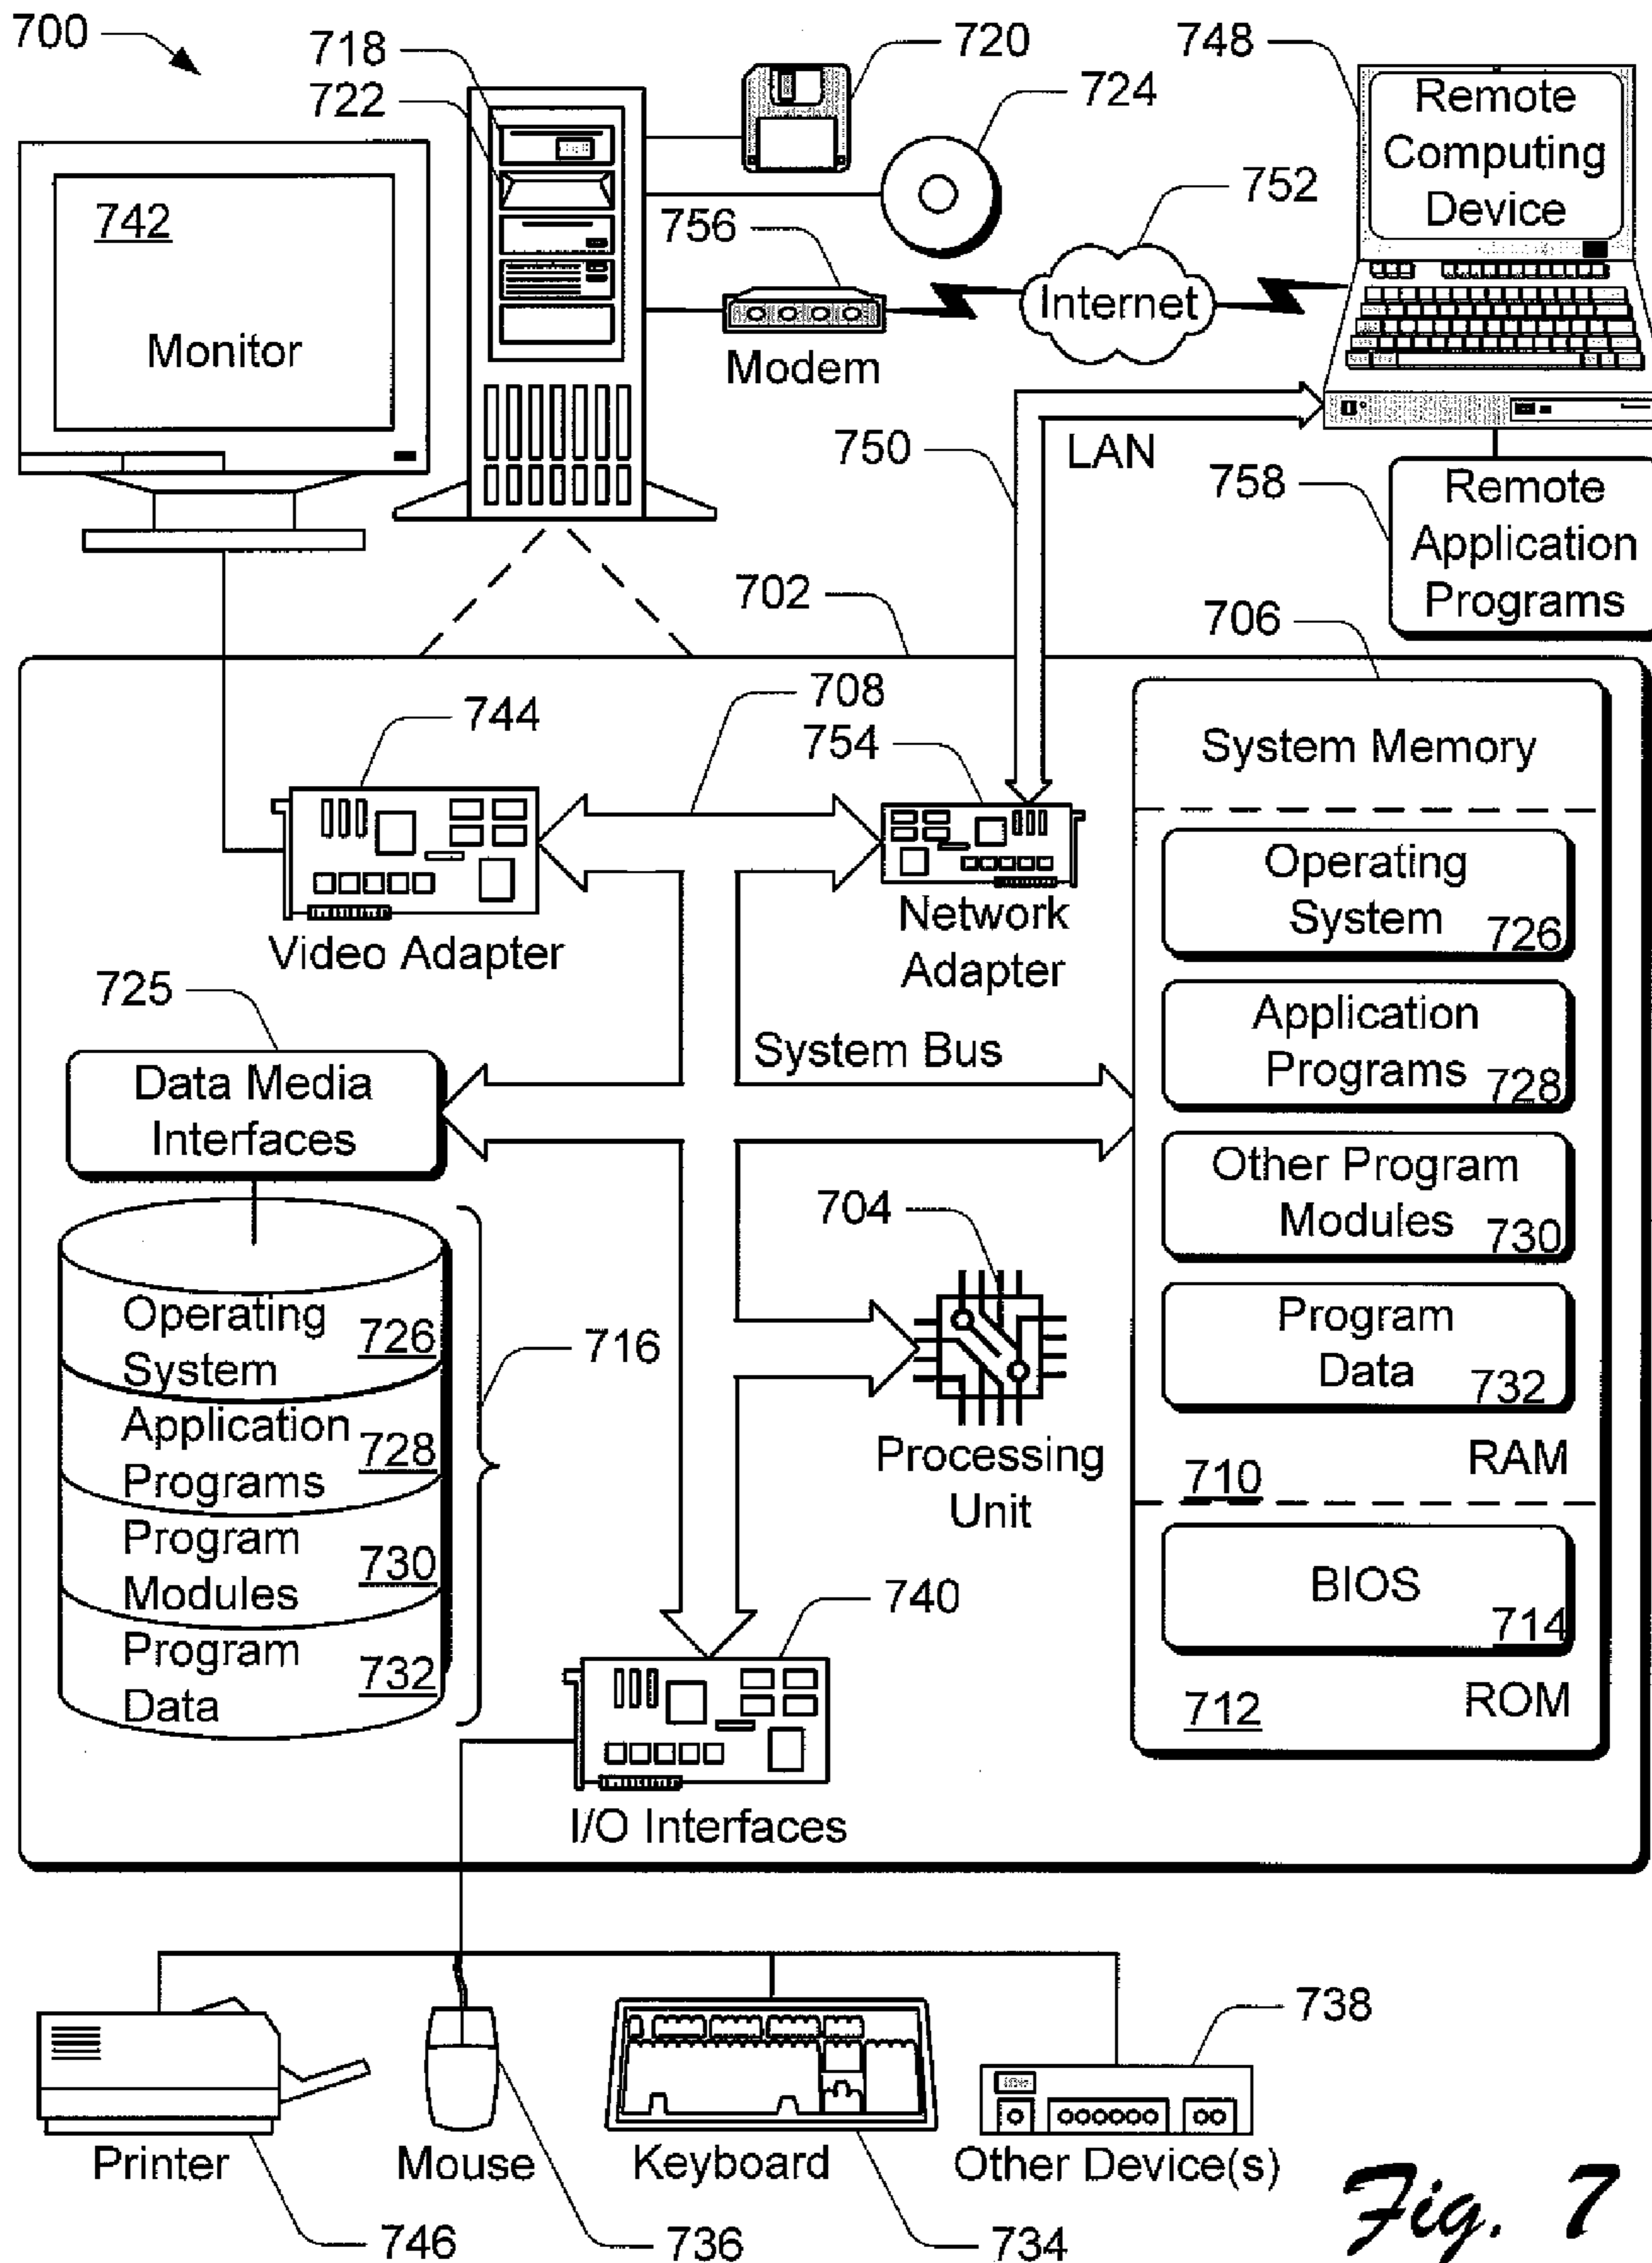 700
718
722
720
724
748
Remote
Computing
Device
742
Monitor
756
752
Internet
Modem
750
LAN
758
Remote
Application
Programs
702
706
708
744
754
System Memory
Operating
System
726
Video Adapter
Network
Adapter
725
Application
Programs
728
System Bus
Data Media
Interfaces
Other Program
Modules
730
704
Operating
System
726
716
Program
Data
732
Application
Programs
728
Processing
Unit
710
RAM
Program
Modules
730
BIOS
714
740
Program
Data
732
712
ROM
I/O Interfaces
738
Printer
Mouse
Keyboard
Other Device(s)
746
736
734
Fig. 7